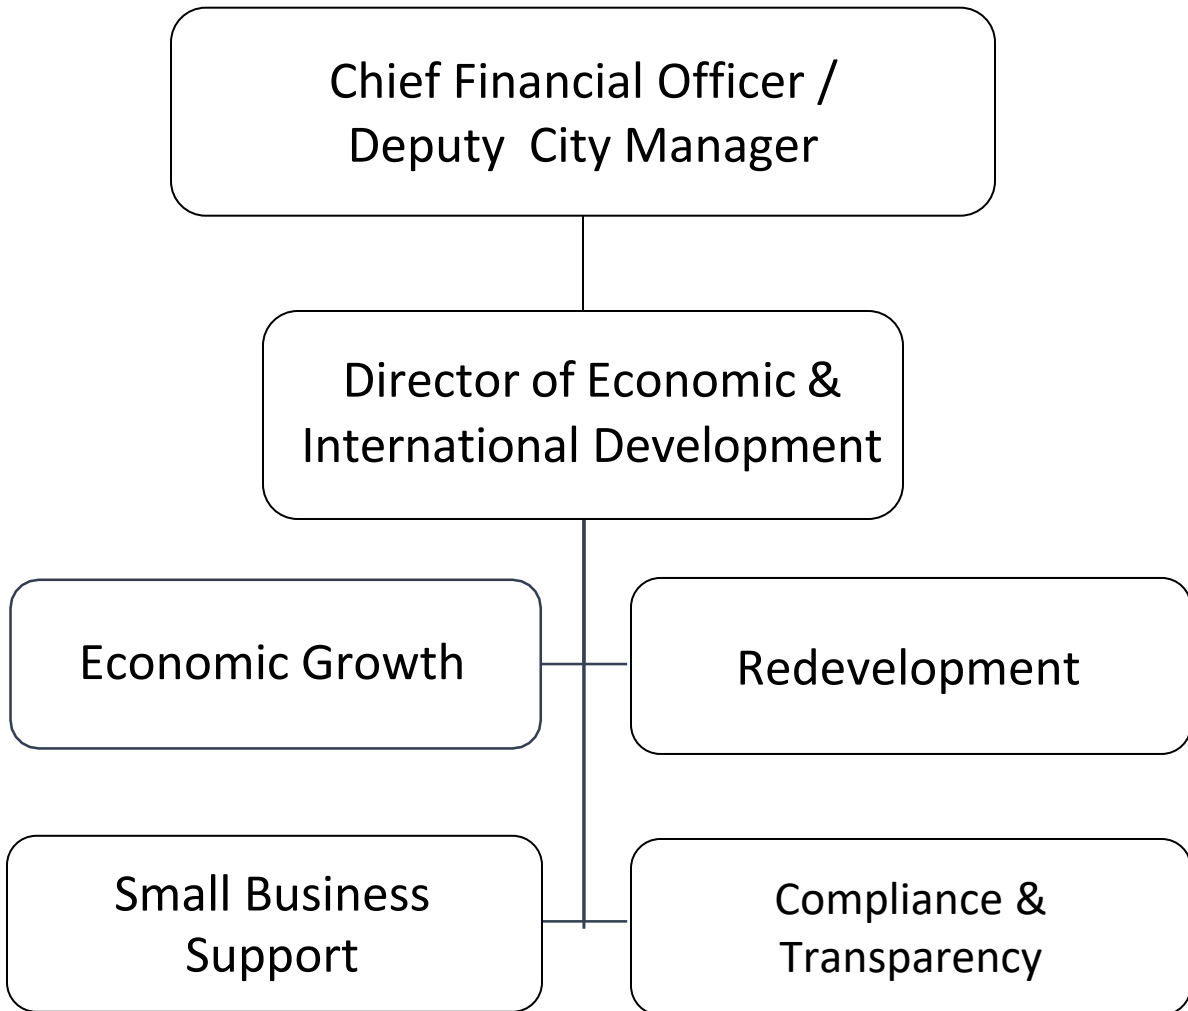 Chief Financial Officer /
Deputy  City Manager
Director of Economic &
International Development
Economic Growth
Redevelopment
Small Business
Support
Compliance &
Transparency